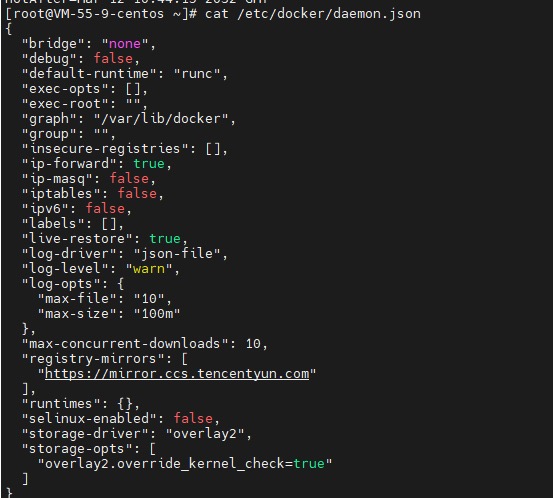 [root@VM-55-9-centos ~]# cat /etc/docker/daemon.json
{
  "bridge": "none",
  "debug": false,
  "default-runtime": "runc",
  "exec-opts": [],
  "exec-root": "",
  "graph": "/var/lib/docker",
  "group": "",
  "insecure-registries": [],
  "ip-forward": true,
  "ip-masq": false,
  "iptables": false,
  "ipv6": false,
  "labels": [],
  "live-restore": true,
  "log-driver": "json-file",
  "log-level": "warn",
  "log-opts": {
    "max-file": "10",
    "max-size": "100m"
  },
  "max-concurrent-downloads": 10,
  "registry-mirrors": [
    "https://mirror.ccs.tencentyun.com"
  ],
  "runtimes": {},
  "selinux-enabled": false,
  "storage-driver": "overlay2",
  "storage-opts": [
    "overlay2.override_kernel_check=true"
  ]
}